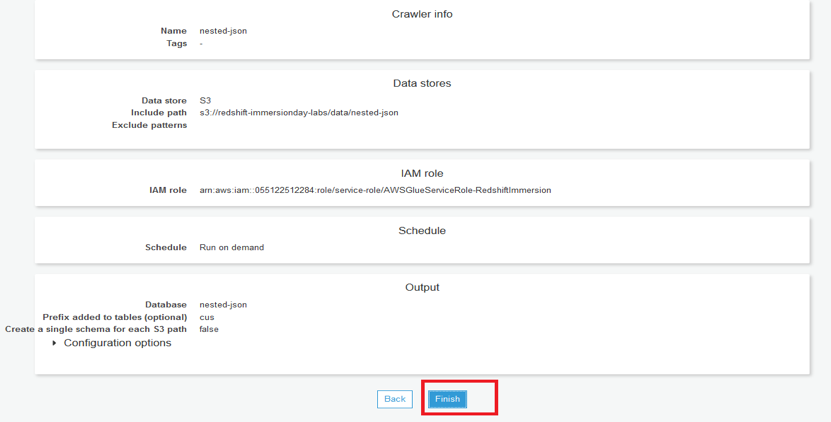 Crawler info
Name nested-json
Tags -
Data stores
Data store S3
Include path s3://redshift-immersionday-labs/data/nested-json
Exclude patterns
IAM role
IAM role arn:aws:iam::055122512284:role/service-role/AWSGlueServiceRole-RedshiftImmersion
Schedule
Schedule Run on demand
Output
Database nested-json
Prefix added to tables (optional) cus
Create a single schema for each S3 path false
Configuration options
Back Finish